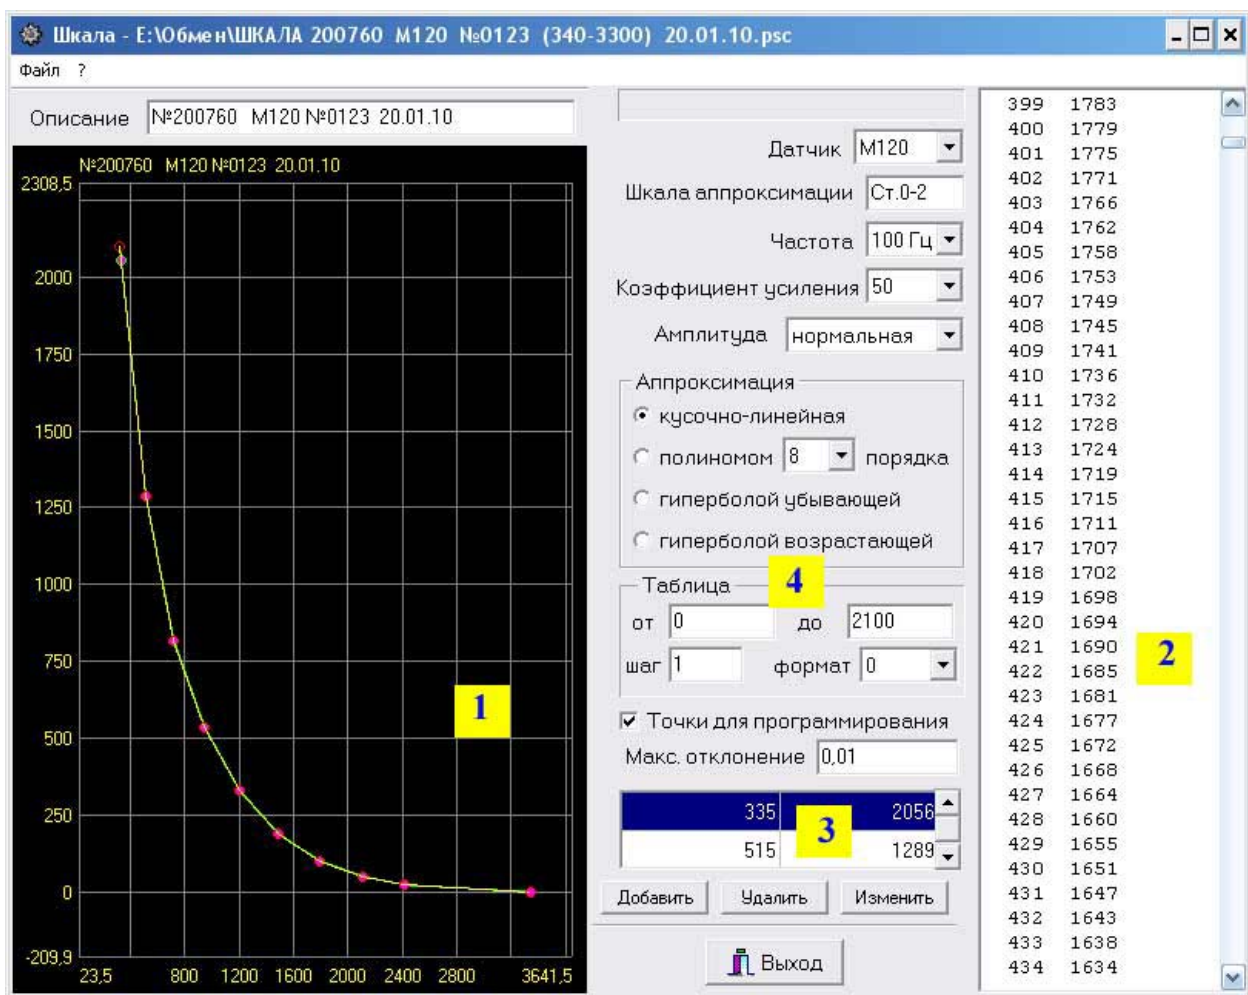 Шкала - E:\Обмен\ШКАЛА 200760 М120 №0123 (340-3300) 20.01.10.psc
Файл ?
Описание №200760 М120 №0123 20.01.10
№200760 М120 №0123 20.01.10
2308,5
2000
1750
1500
1250
1000
750
500
250
0
-209,9
23,5 800 1200 1600 2000 2400 2800 3641,5
1
Датчик М120
Шкала аппроксимации Ст.0-2
Частота 100 Гц
Коэффициент усиления 50
Амплитуда нормальная
Аппроксимация
кусочно-линейная
полиномом 8 порядка
гиперболой убывающей
гиперболой возрастающей
4
Таблица
от 0 до 2100
шаг 1 формат 0
Точки для программирования
Макс. отклонение 0,01
335 2056
515 1289
3
Добавить Удалить Изменить
Выход
399 1783
400 1779
401 1775
402 1771
403 1766
404 1762
405 1758
406 1753
407 1749
408 1745
409 1741
410 1736
411 1732
412 1728
413 1724
414 1719
415 1715
416 1711
417 1707
418 1702
419 1698
420 1694
421 1690
422 1685
423 1681
424 1677
425 1672
426 1668
427 1664
428 1660
429 1655
430 1651
431 1647
432 1643
433 1638
434 1634
2